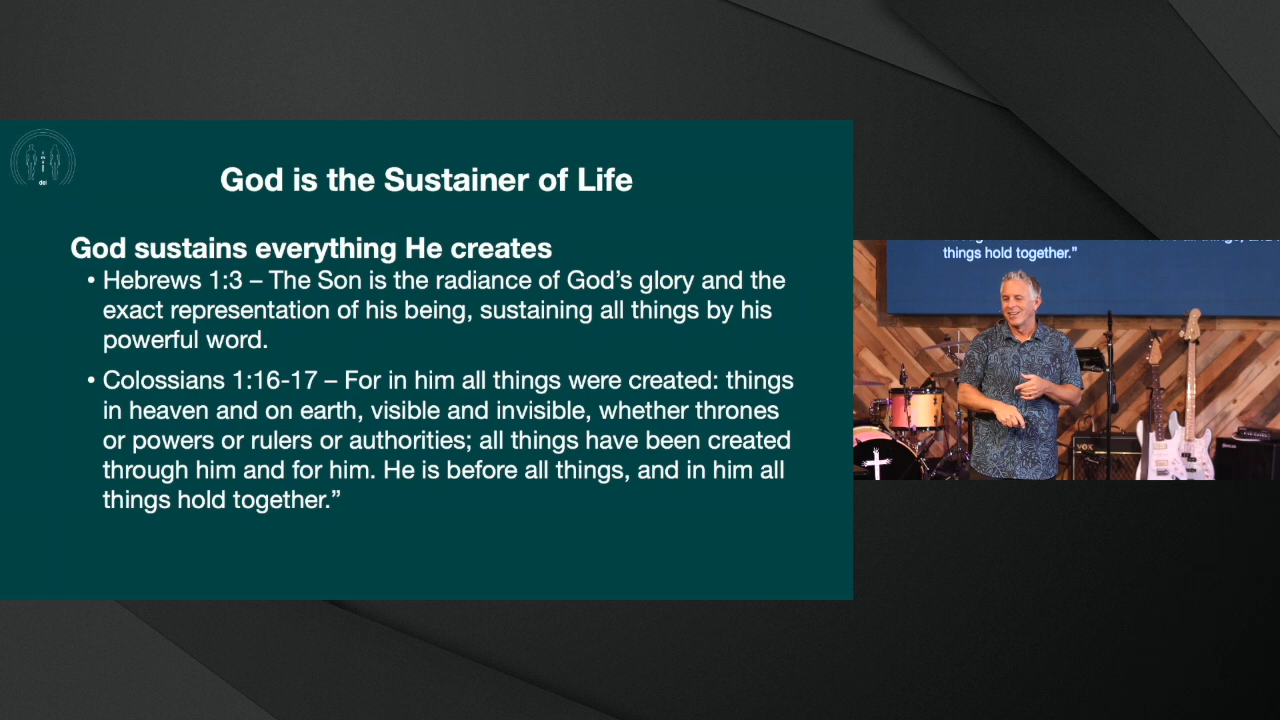 God is the Sustainer of Life
God sustains everything He creates
• Hebrews 1:3 – The Son is the radiance of God’s glory and the
exact representation of his being, sustaining all things by his
powerful word.
• Colossians 1:16-17 – For in him all things were created: things
in heaven and on earth, visible and invisible, whether thrones
or powers or rulers or authorities; all things have been created
through him and for him. He is before all things, and in him all
things hold together.”
dei
things hold together.”
VOX